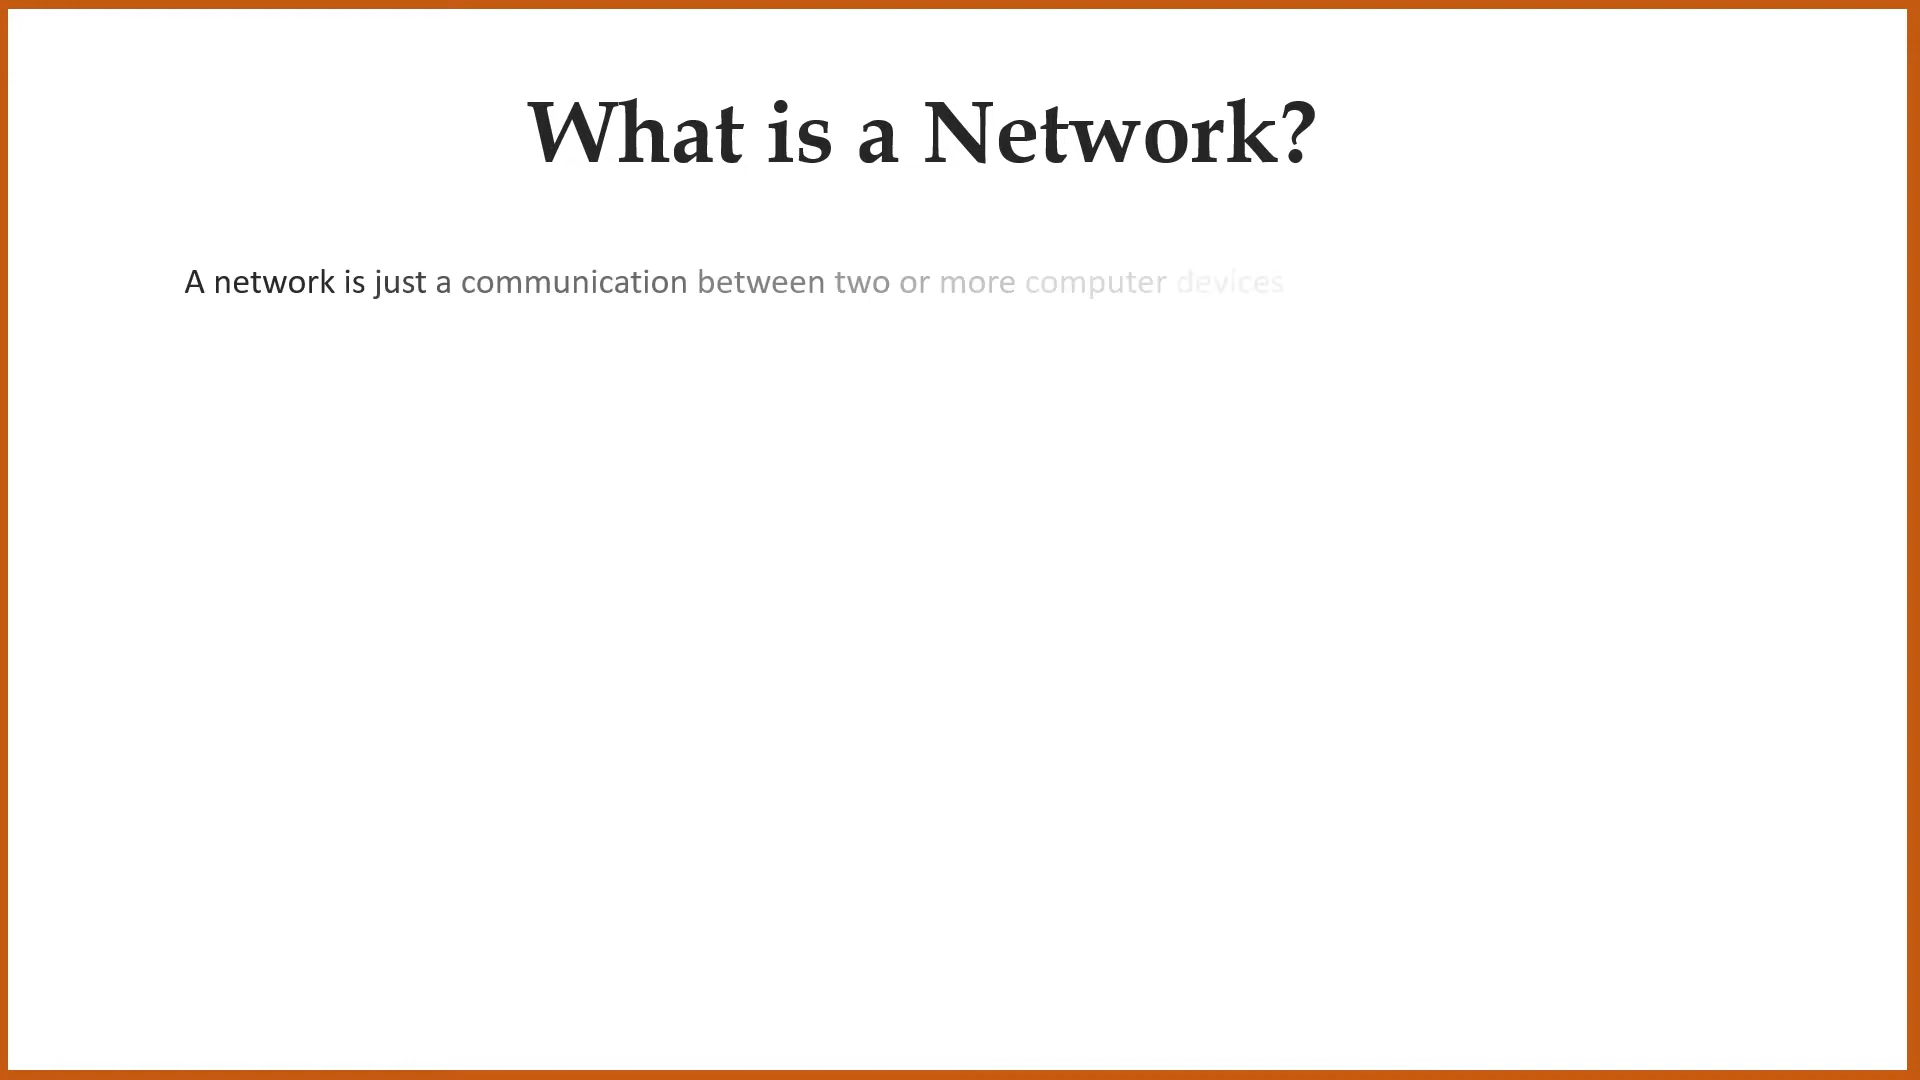 What is a Network?
A network is just a communication between two or more computer devices